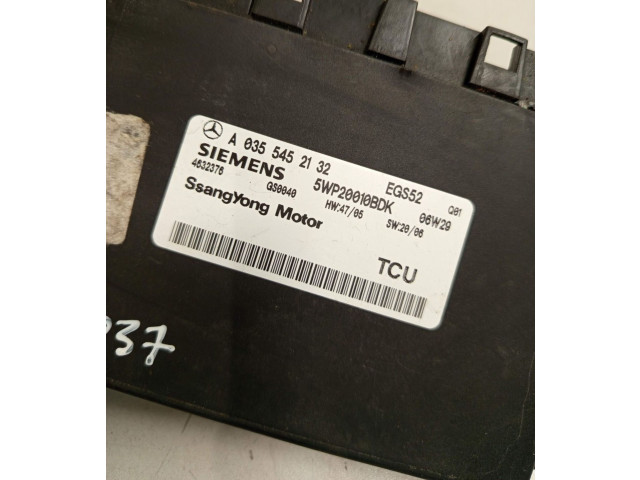 A 035 545 21 32 EGS52 Q01
SIEMENS 5WP20010BDK 06W29
4632376 GS0040 HW:47/05 SW:20/06
SsangYong Motor
TCU
37